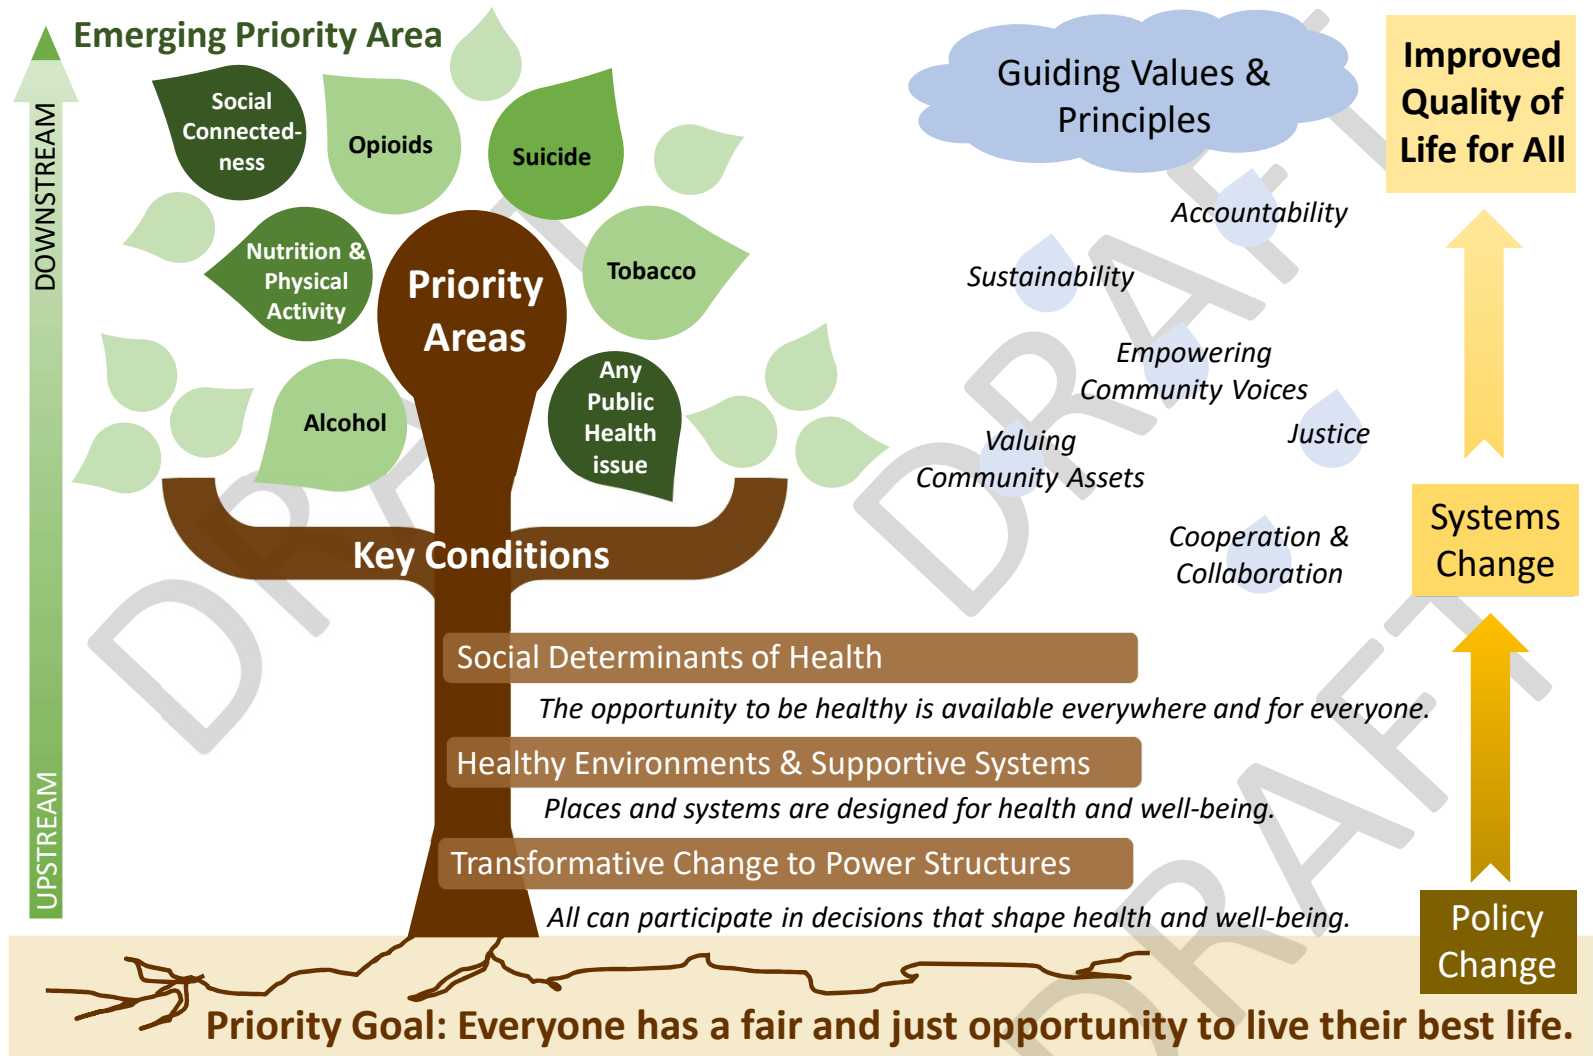 Emerging Priority Area
DOWNSTREAM
UPSTREAM
Social
Connected-
ness
Opioids
Suicide
Nutrition &
Physical
Activity
Priority
Areas
Tobacco
Alcohol
Any
Public
Health
issue
Key Conditions
Social Determinants of Health
The opportunity to be healthy is available everywhere and for everyone.
Healthy Environments & Supportive Systems
Places and systems are designed for health and well-being.
Transformative Change to Power Structures
All can participate in decisions that shape health and well-being.
Guiding Values &
Principles
Accountability
Sustainability
Empowering
Community Voices
Justice
Valuing
Community Assets
Cooperation &
Collaboration
Improved
Quality of
Life for All
Systems
Change
Policy
Change
Priority Goal: Everyone has a fair and just opportunity to live their best life.
DRAFT
DRAFT
DRAFT